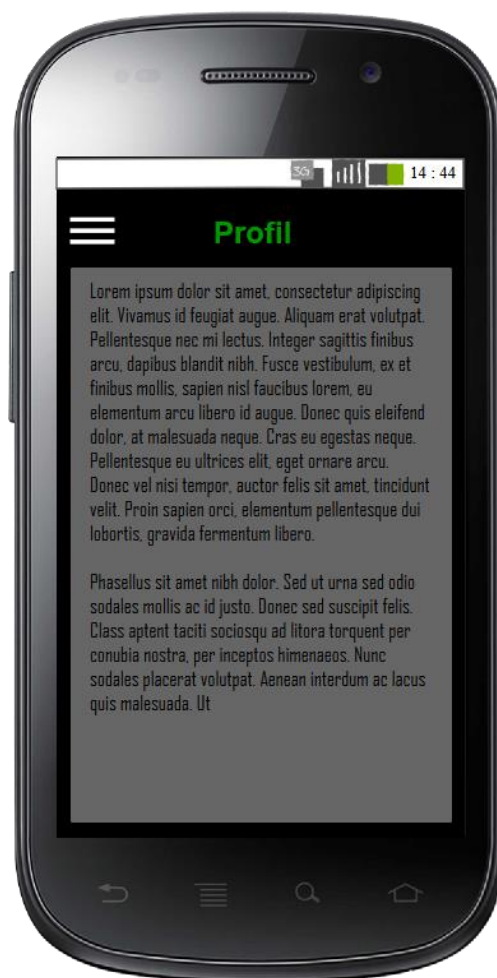 3G 14 : 44
Profil
Lorem ipsum dolor sit amet, consectetur adipiscing
elit. Vivamus id feugiat augue. Aliquam erat volutpat.
Pellentesque nec mi lectus. Integer sagittis finibus
arcu, dapibus blandit nibh. Fusce vestibulum, ex et
finibus mollis, sapien nisl faucibus lorem, eu
elementum arcu libero id augue. Donec quis eleifend
dolor, at malesuada neque. Cras eu egestas neque.
Pellentesque eu ultrices elit, eget ornare arcu.
Donec vel nisi tempor, auctor felis sit amet, tincidunt
velit. Proin sapien orci, elementum pellentesque dui
lobortis, gravida fermentum libero.
Phasellus sit amet nibh dolor. Sed ut urna sed odio
sodales mollis ac id justo. Donec sed suscipit felis.
Class aptent taciti sociosqu ad litora torquent per
conubia nostra, per inceptos himenaeos. Nunc
sodales placerat volutpat. Aenean interdum ac lacus
quis malesuada. Ut